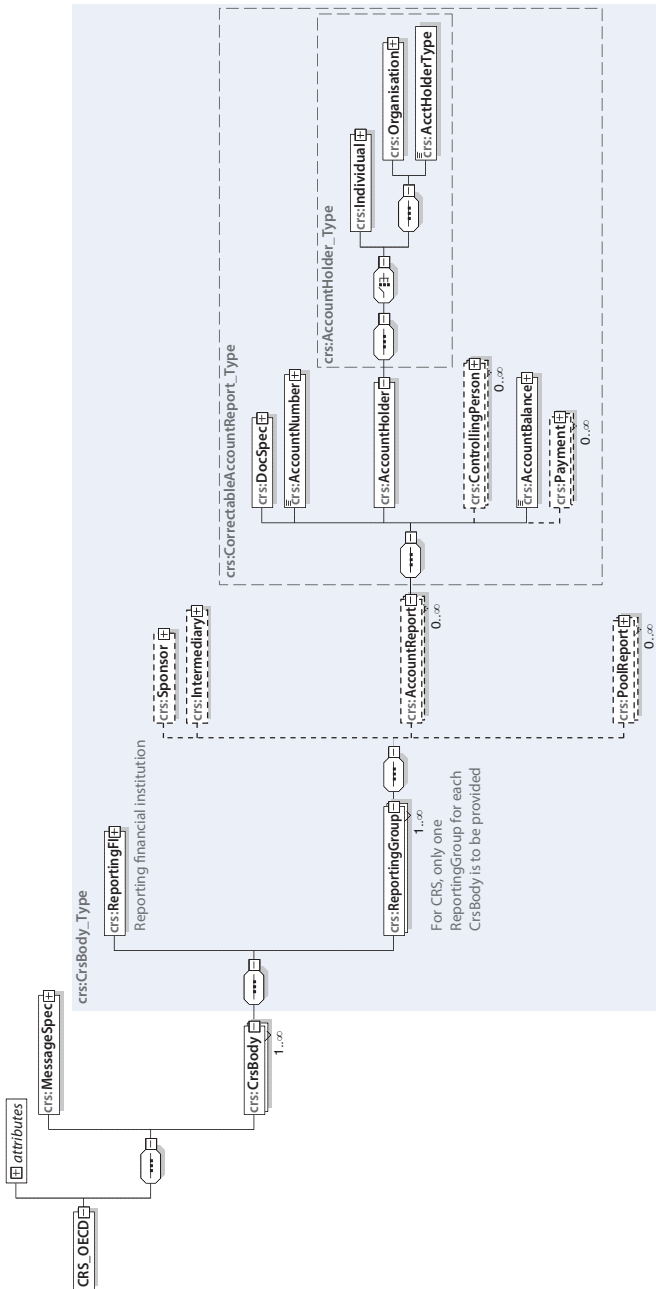 CRS_OECD
attributes
crs:MessageSpec
crs:CrsBody
1..∞
crs:CrsBody_Type
crs:ReportingFI
Reporting financial institution
crs:ReportingGroup
1..∞
For CRS, only one
ReportingGroup for each
CrsBody is to be provided
crs:Sponsor
crs:Intermediary
crs:AccountReport
0..∞
crs:PoolReport
0..∞
crs:CorrectableAccountReport_Type
crs:DocSpec
crs:AccountNumber
crs:AccountHolder
crs:ControllingPerson
0..∞
crs:AccountBalance
crs:Payment
0..∞
crs:AccountHolder_Type
crs:Individual
crs:Organisation
crs:AcctHolderType